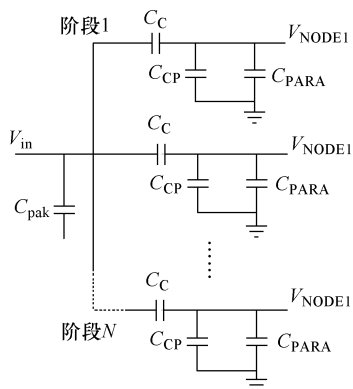 阶段1
C_C
V_NODE1
C_CP
C_PARA
V_in
C_C
V_NODE1
C_CP
C_PARA
C_pak
C_C
V_NODE1
阶段N
C_CP
C_PARA